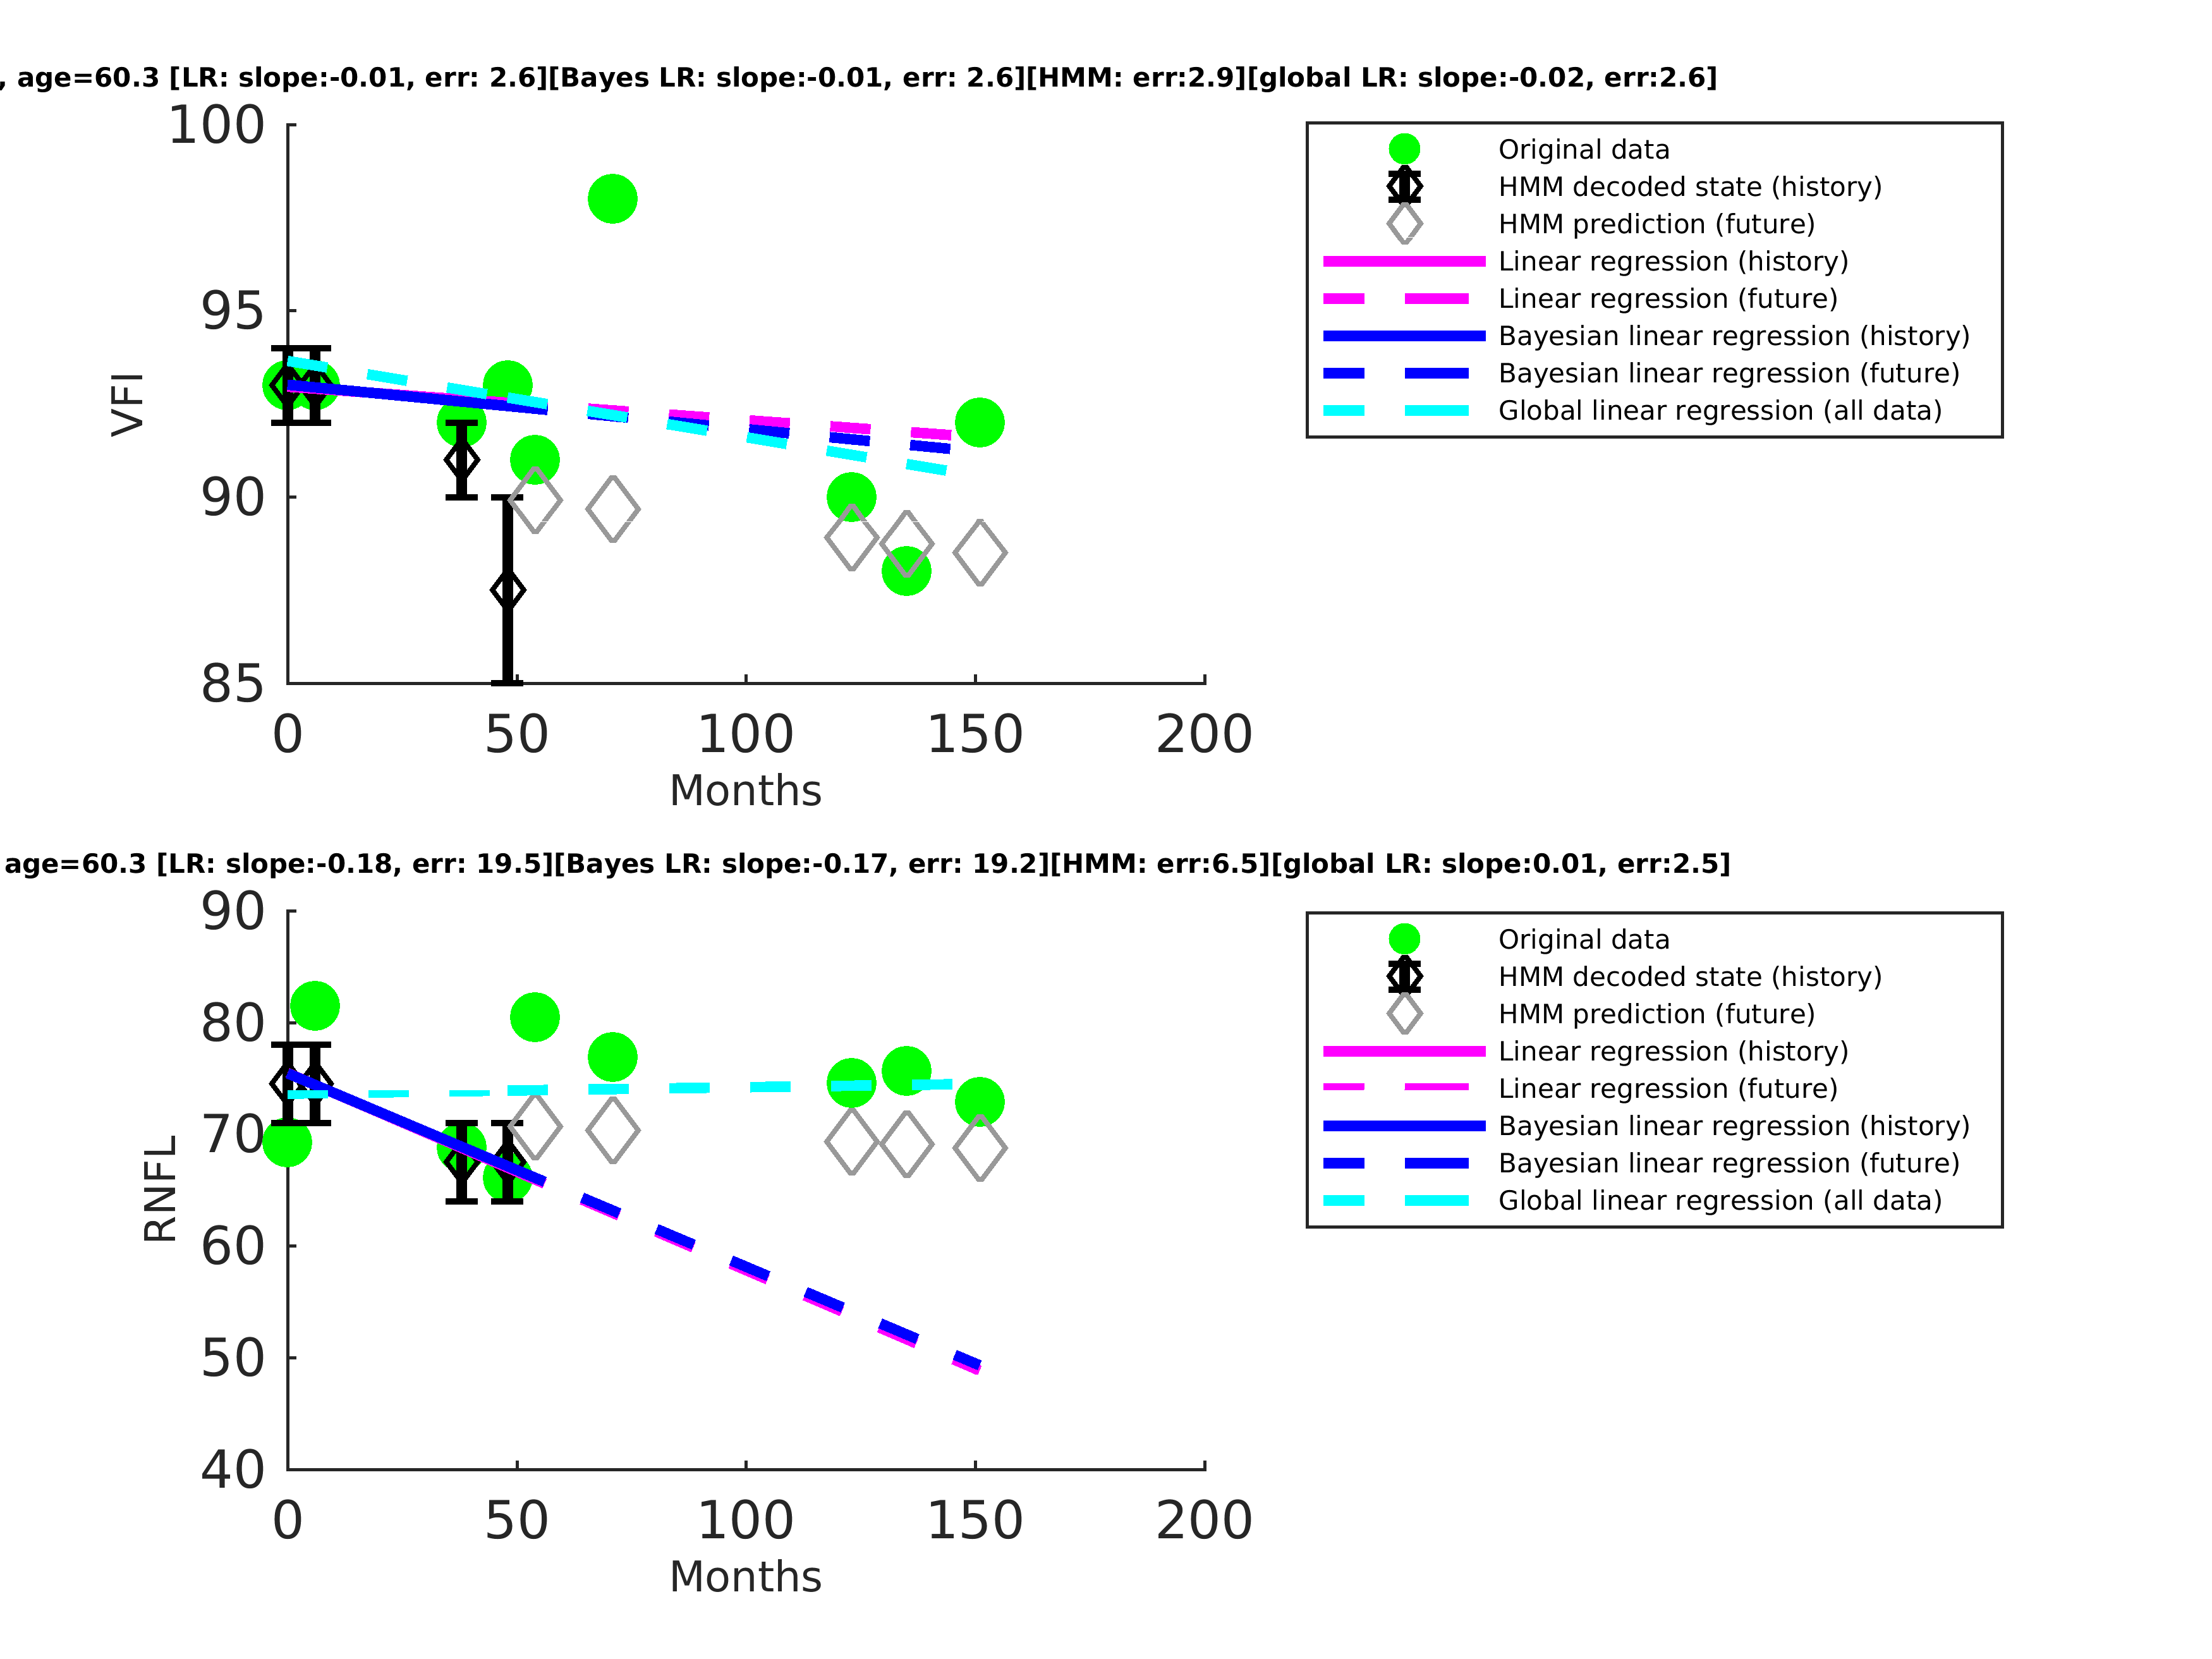 , age=60.3 [LR: slope:-0.01, err: 2.6][Bayes LR: slope:-0.01, err: 2.6][HMM: err:2.9][global LR: slope:-0.02, err:2.6]
100
95
90
85
VFI
0 50 100 150 200
Months
Original data
HMM decoded state (history)
HMM prediction (future)
Linear regression (history)
Linear regression (future)
Bayesian linear regression (history)
Bayesian linear regression (future)
Global linear regression (all data)
age=60.3 [LR: slope:-0.18, err: 19.5][Bayes LR: slope:-0.17, err: 19.2][HMM: err:6.5][global LR: slope:0.01, err:2.5]
90
80
70
60
50
40
RNFL
0 50 100 150 200
Months
Original data
HMM decoded state (history)
HMM prediction (future)
Linear regression (history)
Linear regression (future)
Bayesian linear regression (history)
Bayesian linear regression (future)
Global linear regression (all data)